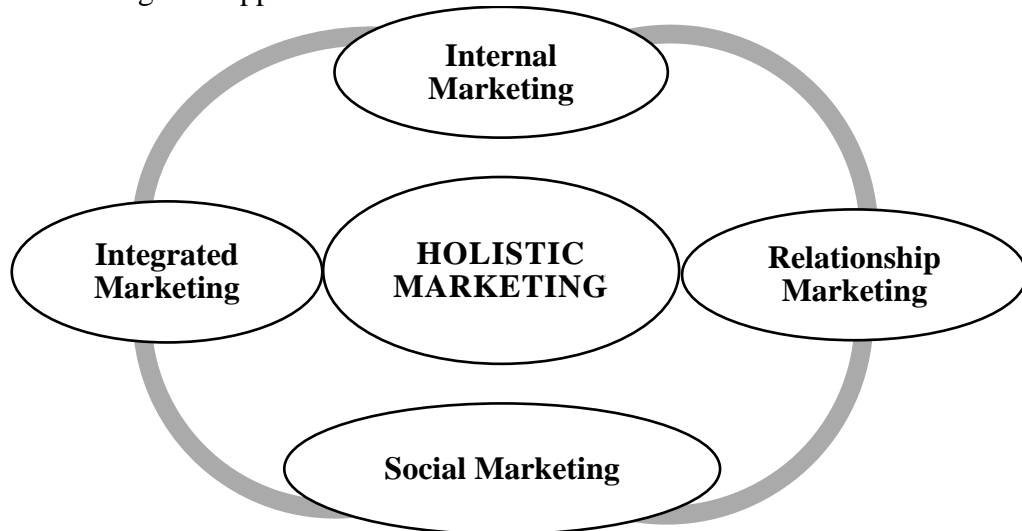 Internal
Marketing
Integrated
Marketing
HOLISTIC
MARKETING
Relationship
Marketing
Social Marketing